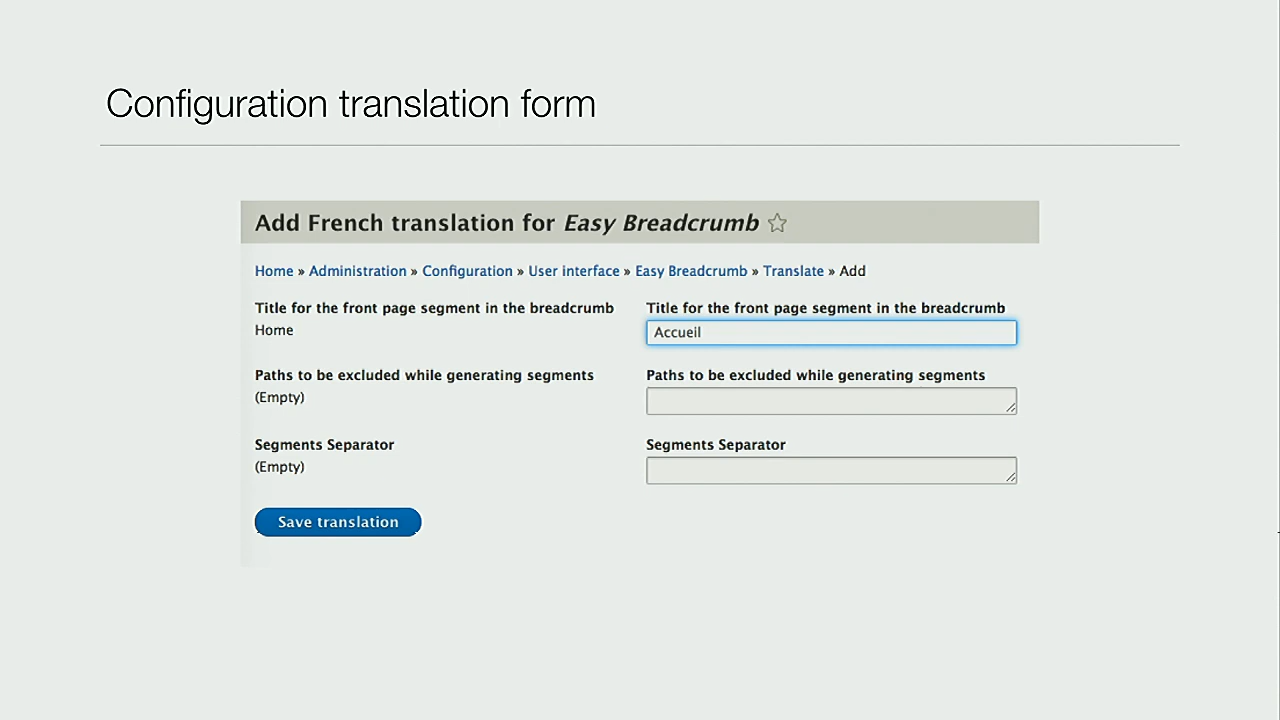 Configuration translation form
Add French translation for Easy Breadcrumb
Home » Administration » Configuration » User interface » Easy Breadcrumb » Translate » Add
Title for the front page segment in the breadcrumb
Home
Title for the front page segment in the breadcrumb
Accueil
Paths to be excluded while generating segments
(Empty)
Paths to be excluded while generating segments
Segments Separator
(Empty)
Segments Separator
Save translation